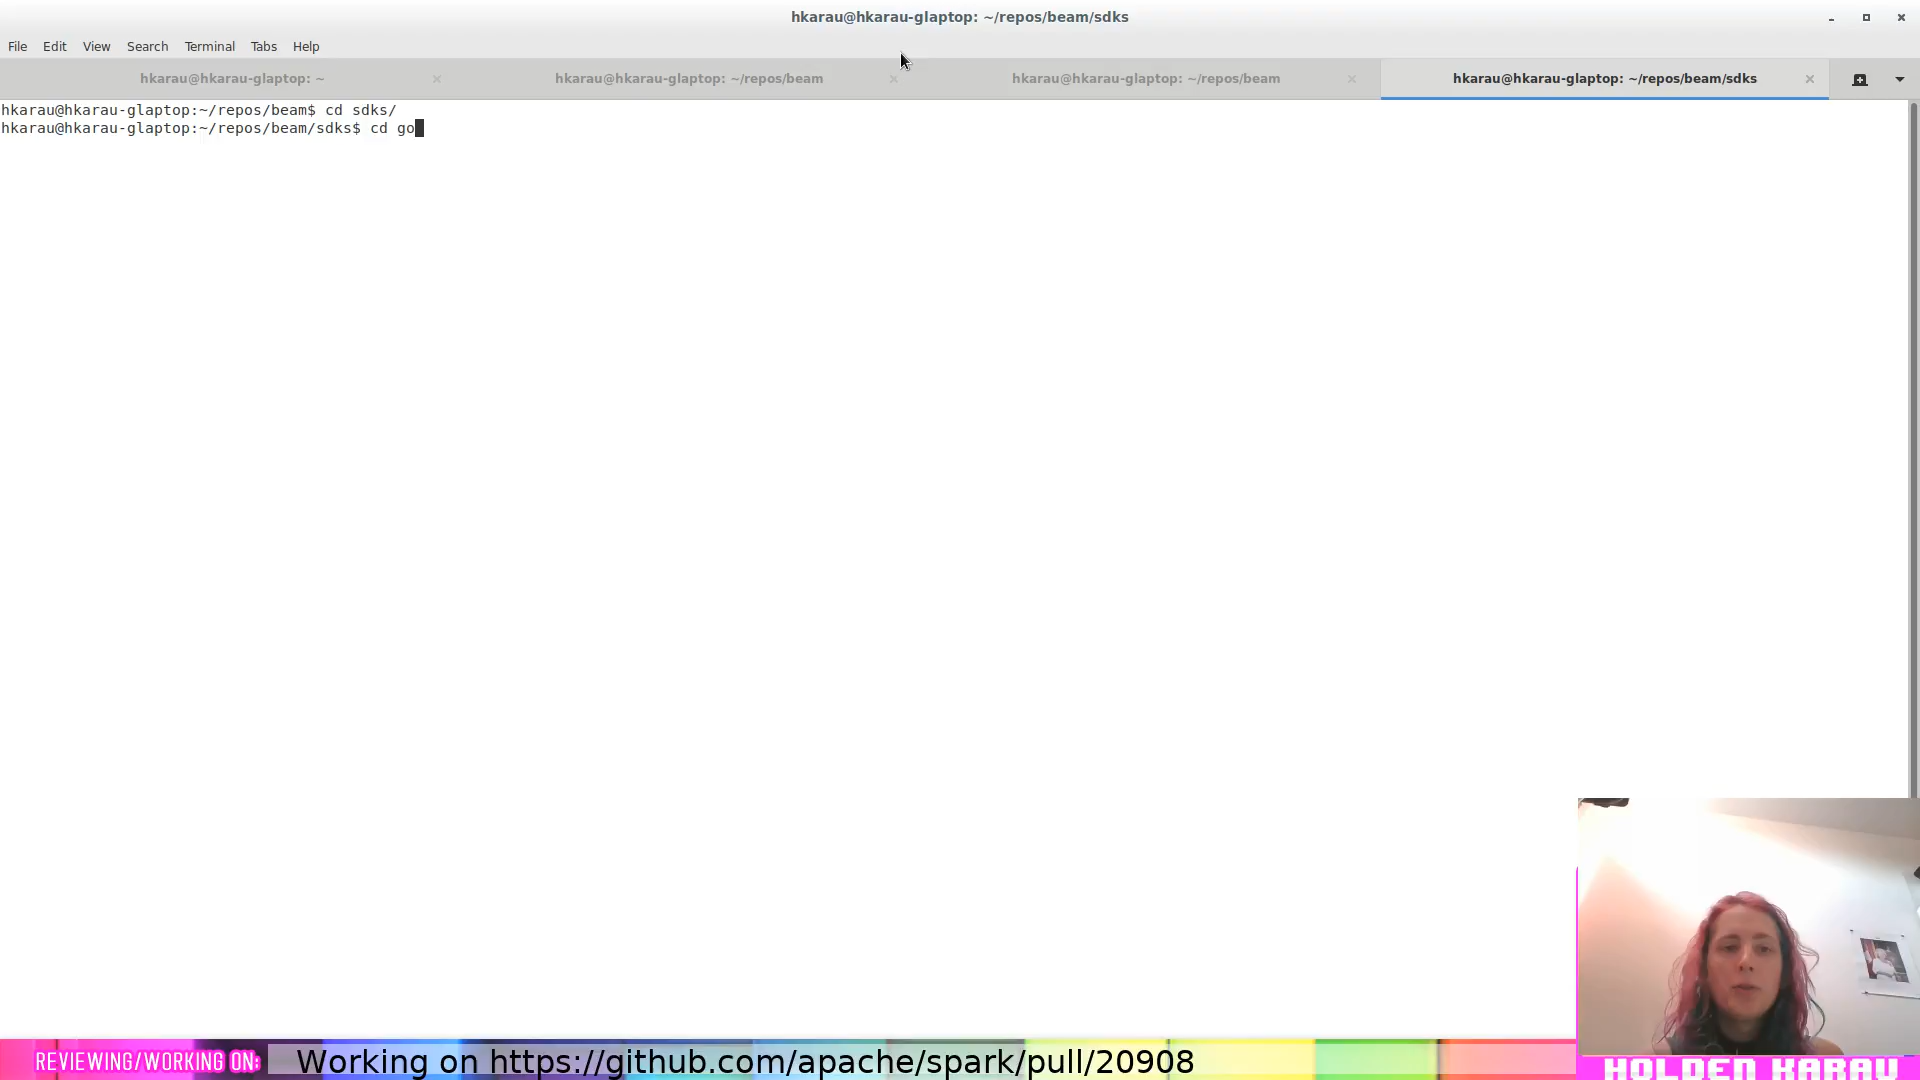 hkarau@hkarau-glaptop: ~/repos/beam/sdks
File Edit View Search Terminal Tabs Help
hkarau@hkarau-glaptop: ~ hkarau@hkarau-glaptop: ~/repos/beam hkarau@hkarau-glaptop: ~/repos/beam hkarau@hkarau-glaptop: ~/repos/beam/sdks
hkarau@hkarau-glaptop:~/repos/beam$ cd sdks/
hkarau@hkarau-glaptop:~/repos/beam/sdks$ cd go
REVIEWING/WORKING ON: Working on https://github.com/apache/spark/pull/20908
HOLDEN KARAU